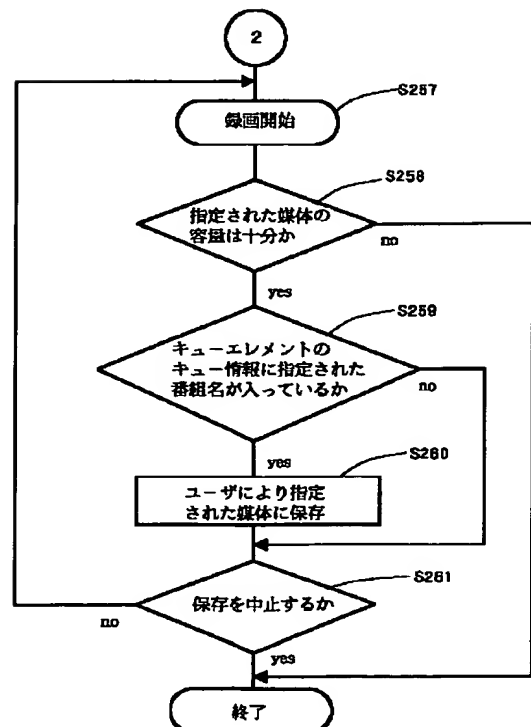 2
S257
録画開始
S258
指定された媒体の
容量は十分か
no
yes
S259
キューエレメントの
キュー情報に指定された
番組名が入っているか
no
yes
S260
ユーザにより指定
された媒体に保存
S261
保存を中止するか
no
yes
終了